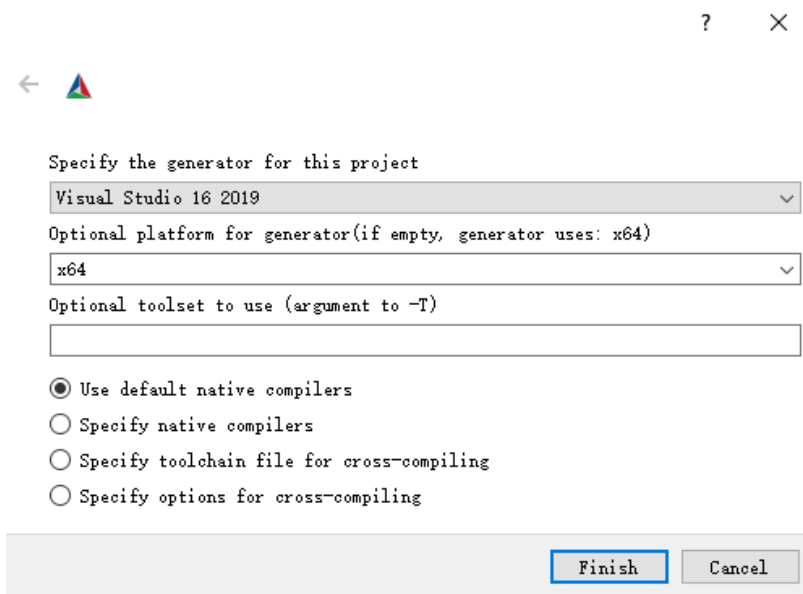 ?
Specify the generator for this project
Visual Studio 16 2019
Optional platform for generator(if empty, generator uses: x64)
x64
Optional toolset to use (argument to -T)
Use default native compilers
Specify native compilers
Specify toolchain file for cross-compiling
Specify options for cross-compiling
Finish Cancel